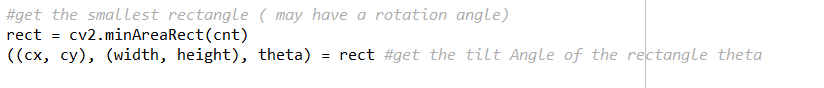 #get the smallest rectangle ( may have a rotation angle)
rect = cv2.minAreaRect(cnt)
((cx, cy), (width, height), theta) = rect #get the tilt Angle of the rectangle theta